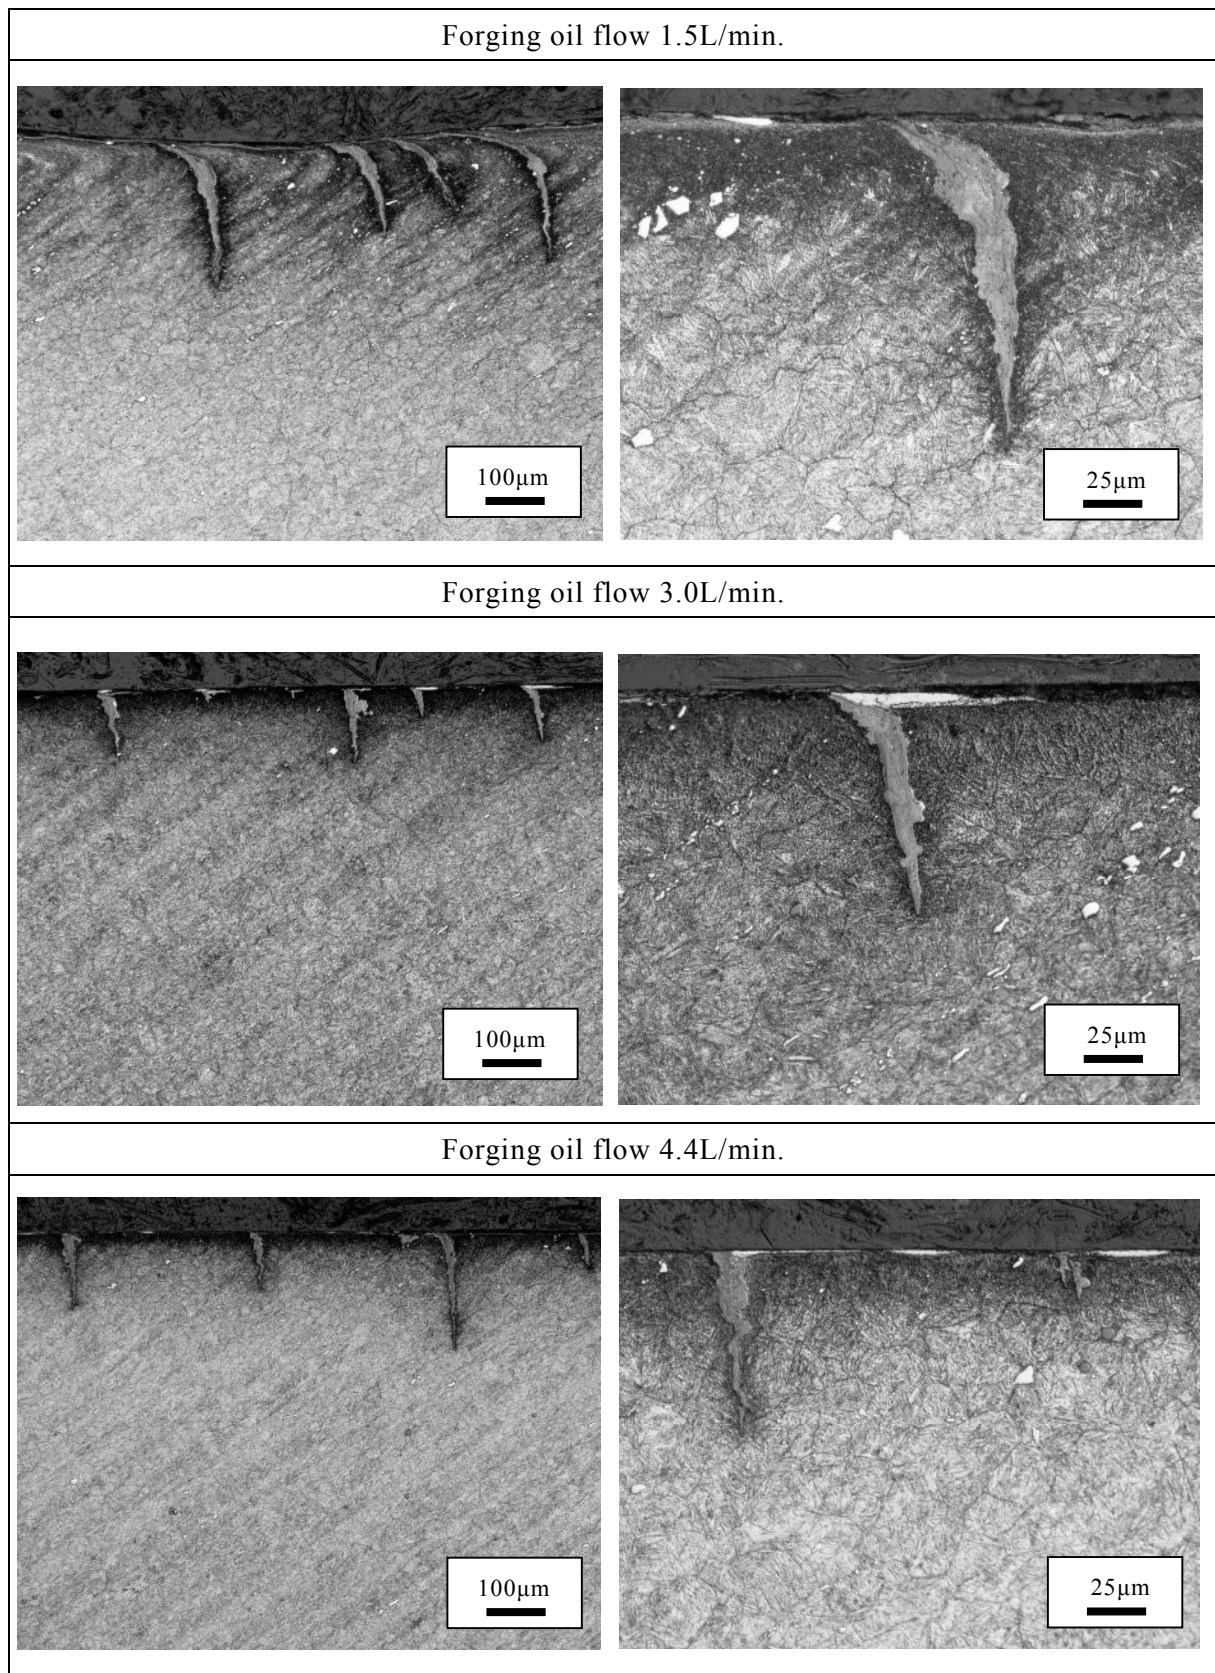 Forging oil flow 1.5L/min.
100μm
25μm
Forging oil flow 3.0L/min.
100μm
25μm
Forging oil flow 4.4L/min.
100μm
25μm